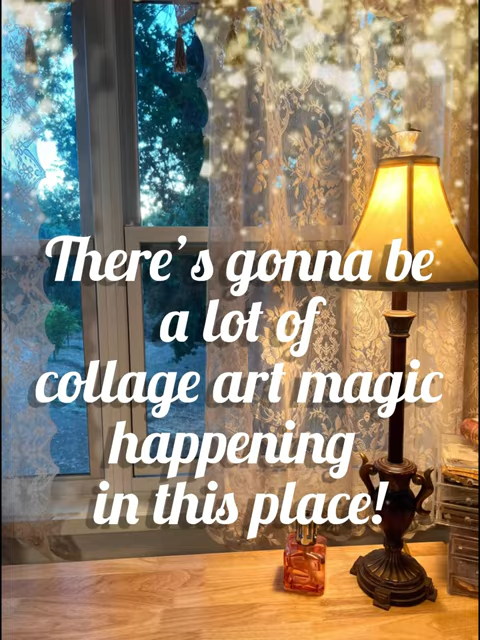 There's gonna be
a lot of
collage art magic
happening
in this place!